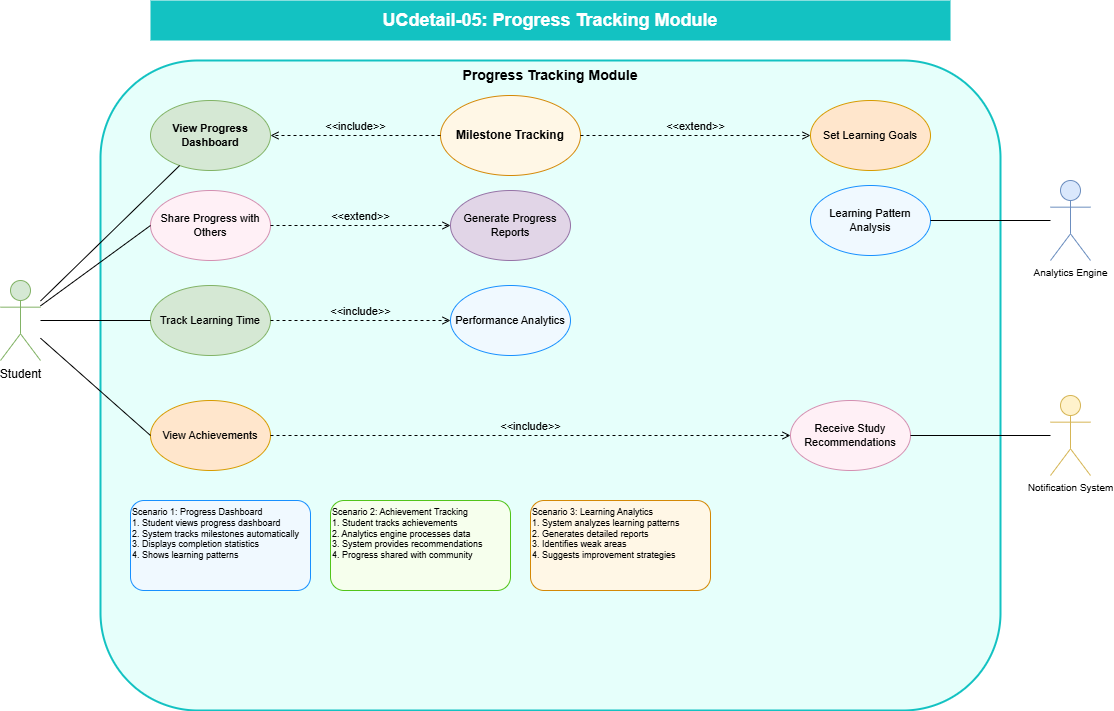 UCdetail-05: Progress Tracking Module
Progress Tracking Module
View Progress
Dashboard
<<include>>
Milestone Tracking
<<extend>>
Set Learning Goals
Share Progress with
Others
<<extend>>
Generate Progress
Reports
Learning Pattern
Analysis
Analytics Engine
Track Learning Time
<<include>>
Performance Analytics
Student
View Achievements
<<include>>
Receive Study
Recommendations
Notification System
Scenario 1: Progress Dashboard
1. Student views progress dashboard
2. System tracks milestones automatically
3. Displays completion statistics
4. Shows learning patterns
Scenario 2: Achievement Tracking
1. Student tracks achievements
2. Analytics engine processes data
3. System provides recommendations
4. Progress shared with community
Scenario 3: Learning Analytics
1. System analyzes learning patterns
2. Generates detailed reports
3. Identifies weak areas
4. Suggests improvement strategies